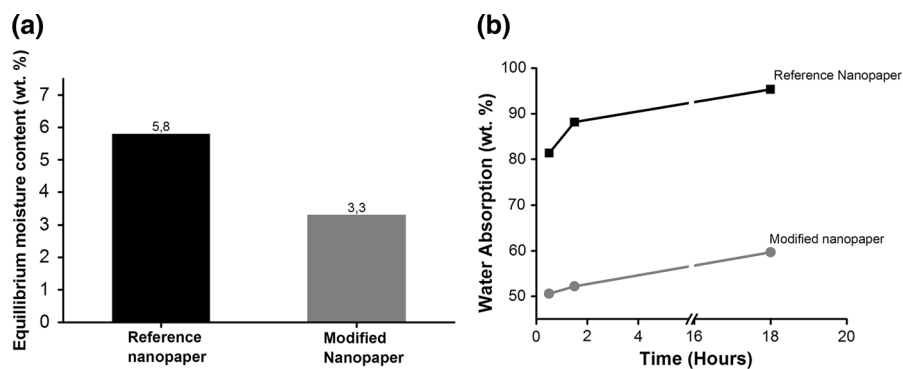 (a)
Equillibrium moisture content (wt. %)
7
6
5
4
3
2
1
0
5,8
3,3
Reference
nanopaper
Modified
Nanopaper
(b)
Water Absorption (wt. %)
100
90
80
70
60
50
Reference Nanopaper
Modified nanopaper
0
2
16
18
20
Time (Hours)